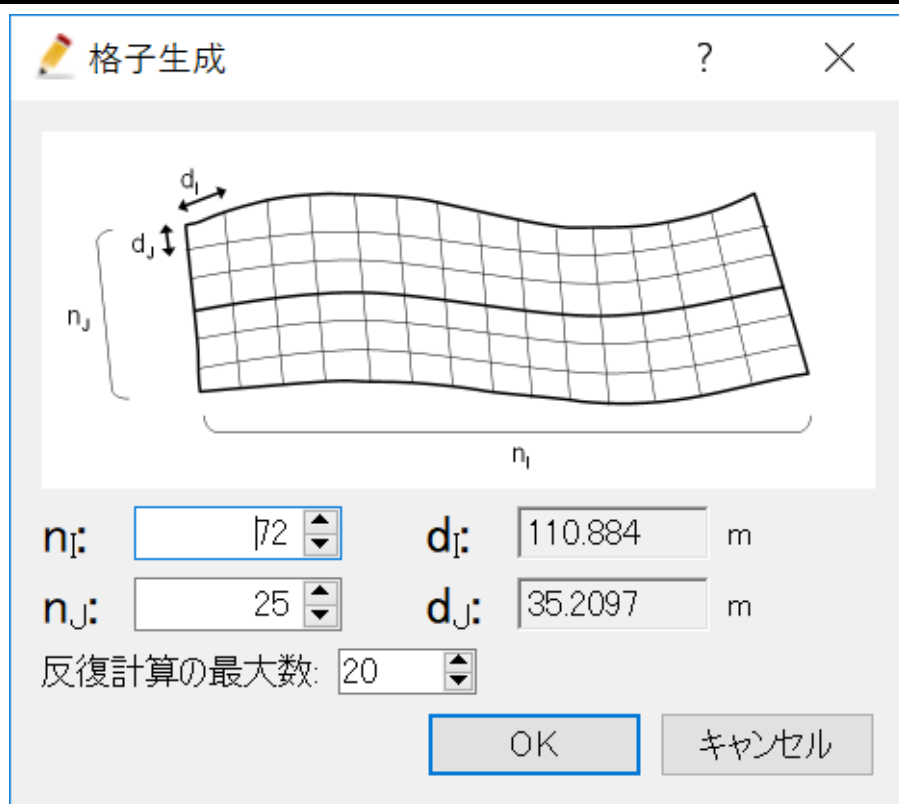 格子生成 ?
dI
dJ
nJ
nI
nI: 72 dI: 110.884 m
nJ: 25 dJ: 35.2097 m
反復計算の最大数: 20
OK キャンセル